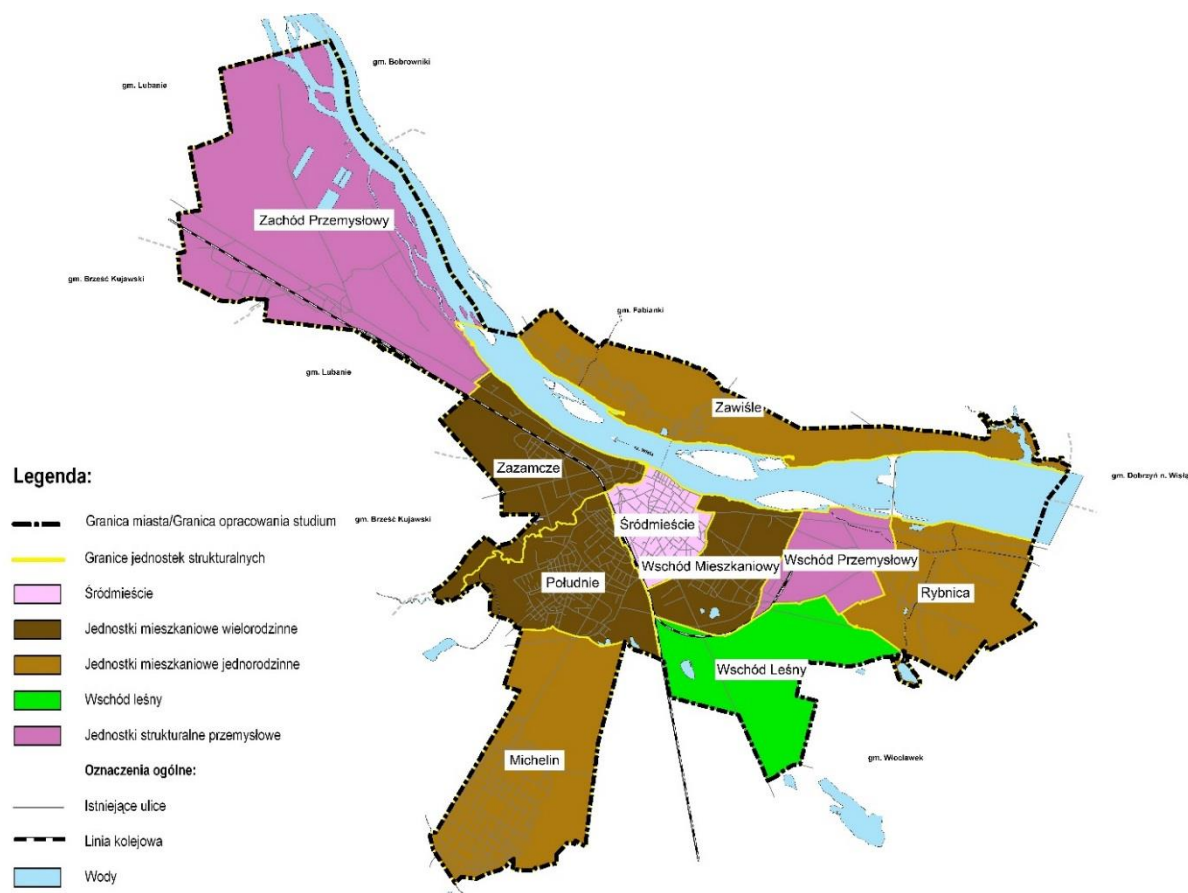 gm. Bobrowniki
gm. Lubanie
Zachód Przemysłowy
gm. Brześć Kujawski
gm. Fabianki
gm. Lubanie
Zawiśle
Zazamcze
gm. Dobrzyń n. Wisłą
gm. Brześć Kujawski
Śródmieście
Wschód Mieszkaniowy
Wschód Przemysłowy
Południe
Rybnica
Wschód Leśny
Michelin
gm. Włocławek
Legenda:
Granica miasta/Granica opracowania studium
Granice jednostek strukturalnych
Śródmieście
Jednostki mieszkaniowe wielorodzinne
Jednostki mieszkaniowe jednorodzinne
Wschód leśny
Jednostki strukturalne przemysłowe
Oznaczenia ogólne:
Istniejące ulice
Linia kolejowa
Wody